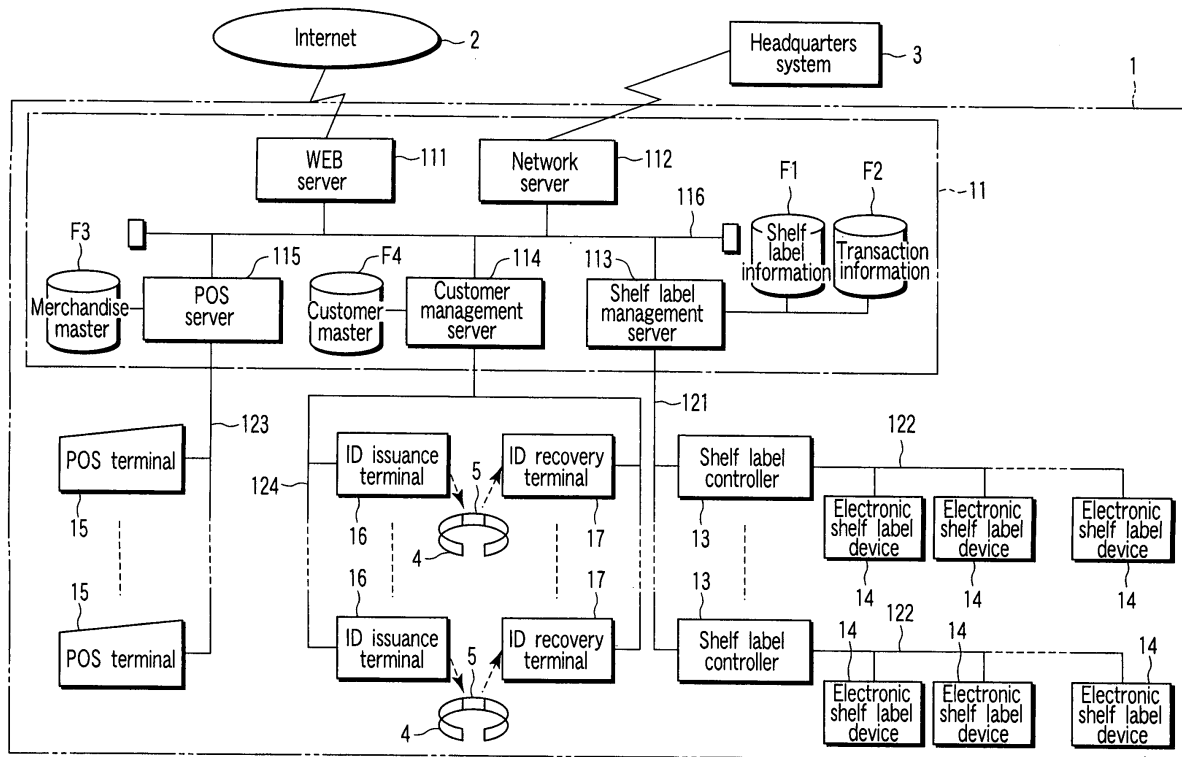 Internet
2
Headquarters
system
3
1
WEB
server
111
Network
server
112
F1
F2
11
116
F3
115
F4
114
113
Shelf
label
information
Transaction
information
Merchandise
master
POS
server
Customer
master
Customer
management
server
Shelf label
management
server
123
124
121
122
POS terminal
15
ID issuance
terminal
16
5
4
ID recovery
terminal
17
Shelf label
controller
13
Electronic
shelf label
device
14
Electronic
shelf label
device
14
Electronic
shelf label
device
14
15
POS terminal
16
ID issuance
terminal
5
4
17
ID recovery
terminal
13
Shelf label
controller
122
14
Electronic
shelf label
device
14
Electronic
shelf label
device
14
Electronic
shelf label
device